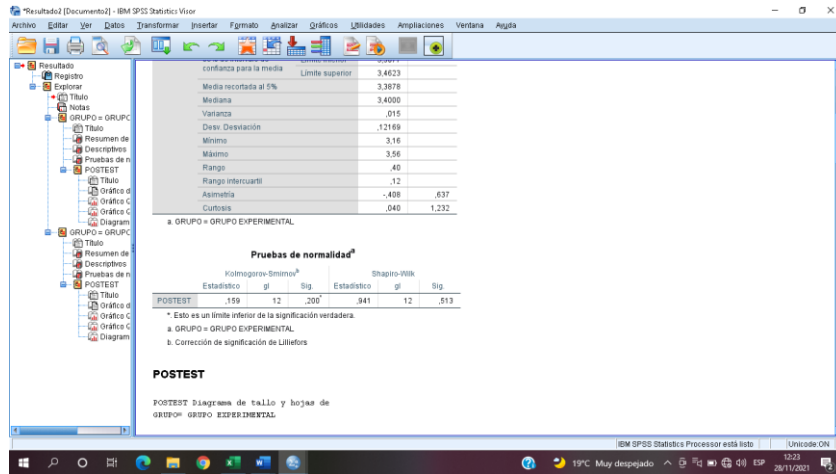 *Resultado2 [Documento2] - IBM SPSS Statistics Visor
Archivo Editar Ver Datos Transformar Insertar Formato Analizar Gráficos Utilidades Ampliaciones Ventana Ayuda
Resultado
Registro
Explorar
Título
Notas
GRUPO = GRUPO
Título
Resumen de
Descriptivos
Pruebas de n
POSTEST
Título
Gráfico d
Gráfico C
Gráfico C
Diagram
GRUPO = GRUPO
Título
Resumen de
Descriptivos
Pruebas de n
POSTEST
Título
Gráfico d
Gráfico C
Gráfico C
Diagram
confianza para la media Límite superior 3,4623
Media recortada al 5% 3,3878
Mediana 3,4000
Varianza ,015
Desv. Desviación ,12169
Mínimo 3,16
Máximo 3,56
Rango ,40
Rango intercuartil ,12
Asimetría -,408 ,637
Curtosis ,040 1,232
a. GRUPO = GRUPO EXPERIMENTAL
Pruebas de normalidadª
Kolmogorov-Smirnovᵇ Shapiro-Wilk
Estadístico gl Sig. Estadístico gl Sig.
POSTEST ,159 12 ,200* ,941 12 ,513
*. Esto es un límite inferior de la significación verdadera.
a. GRUPO = GRUPO EXPERIMENTAL
b. Corrección de significación de Lilliefors
POSTEST
POSTEST Diagrama de tallo y hojas de
GRUPO= GRUPO EXPERIMENTAL
IBM SPSS Statistics Processor está listo Unicode:ON
19°C Muy despejado ESP 12:23
28/11/2021